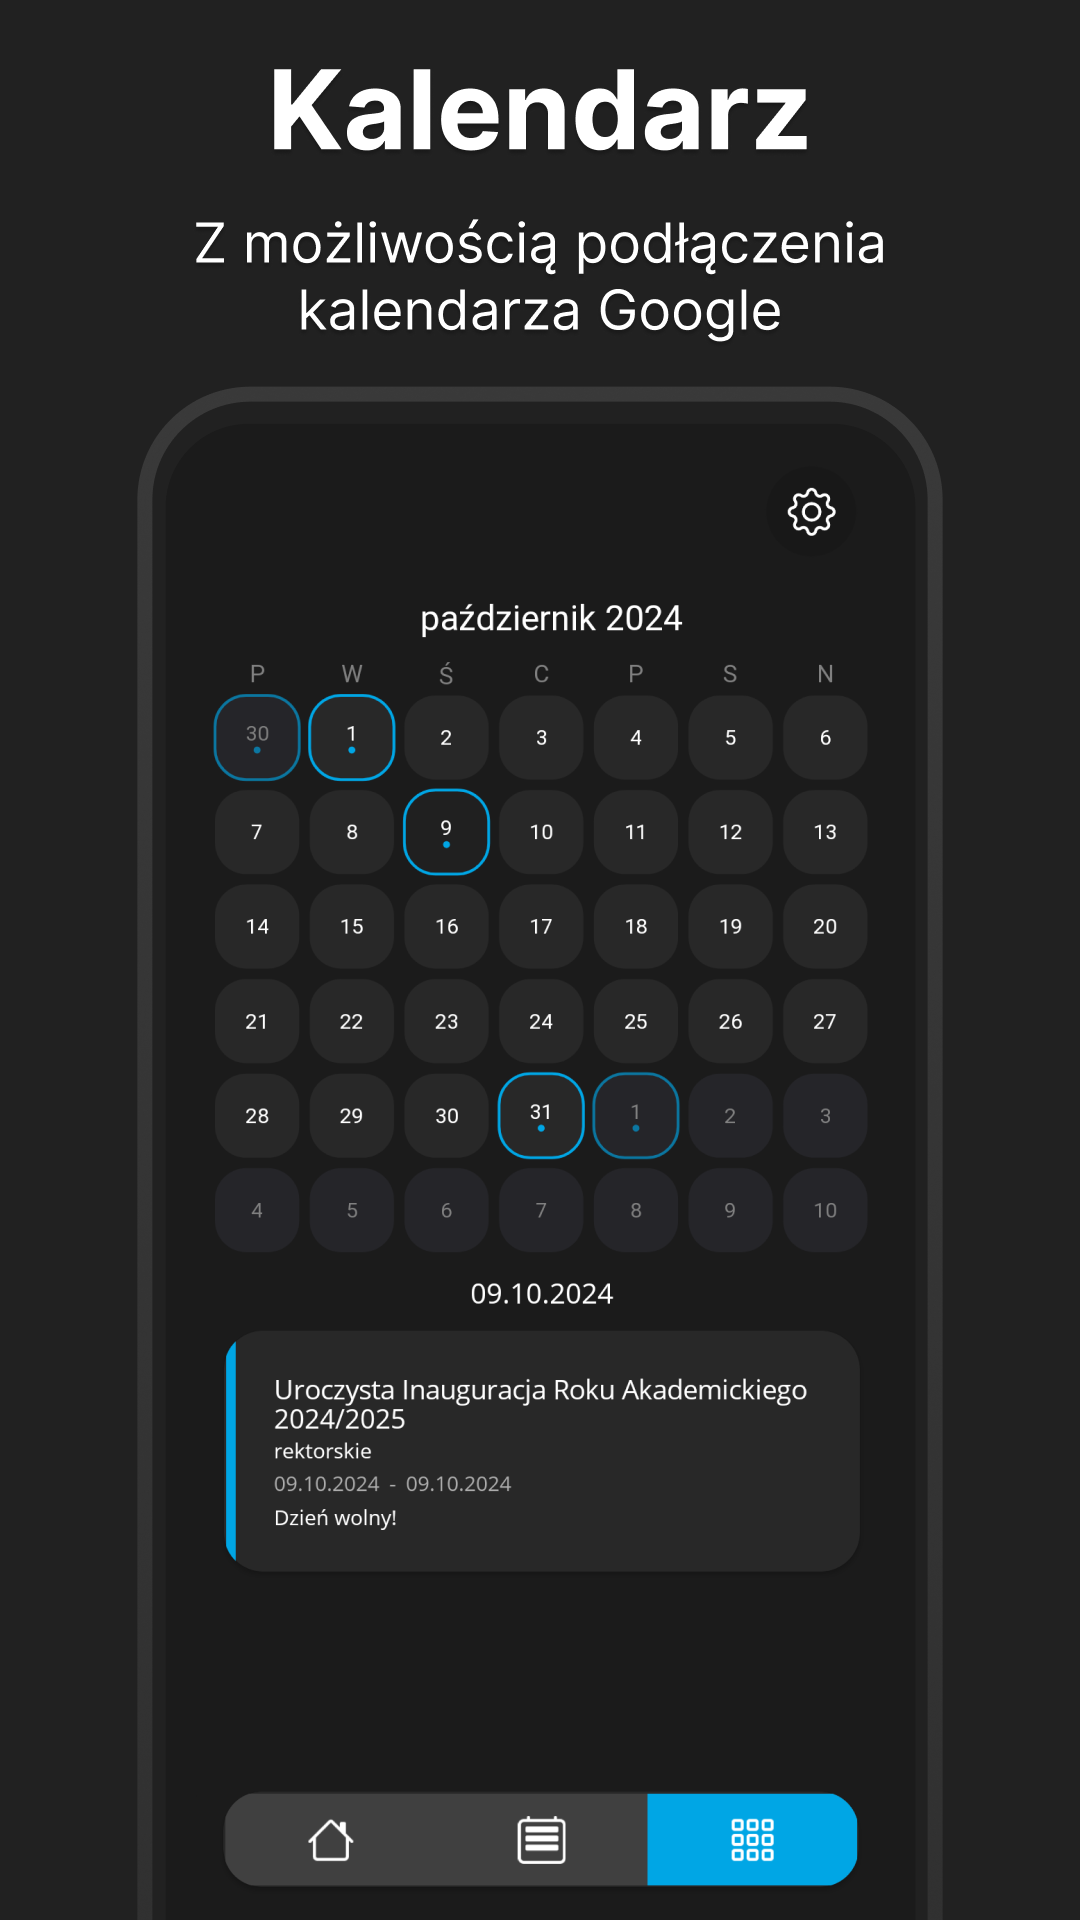 Kalendarz
Z możliwością podłączenia
kalendarza Google
październik 2024
P W Ś C P S N
30 1 2 3 4 5 6
7 8 9 10 11 12 13
14 15 16 17 18 19 20
21 22 23 24 25 26 27
28 29 30 31 1 2 3
4 5 6 7 8 9 10
09.10.2024
Uroczysta Inauguracja Roku Akademickiego
2024/2025
rektorskie
09.10.2024 - 09.10.2024
Dzień wolny!